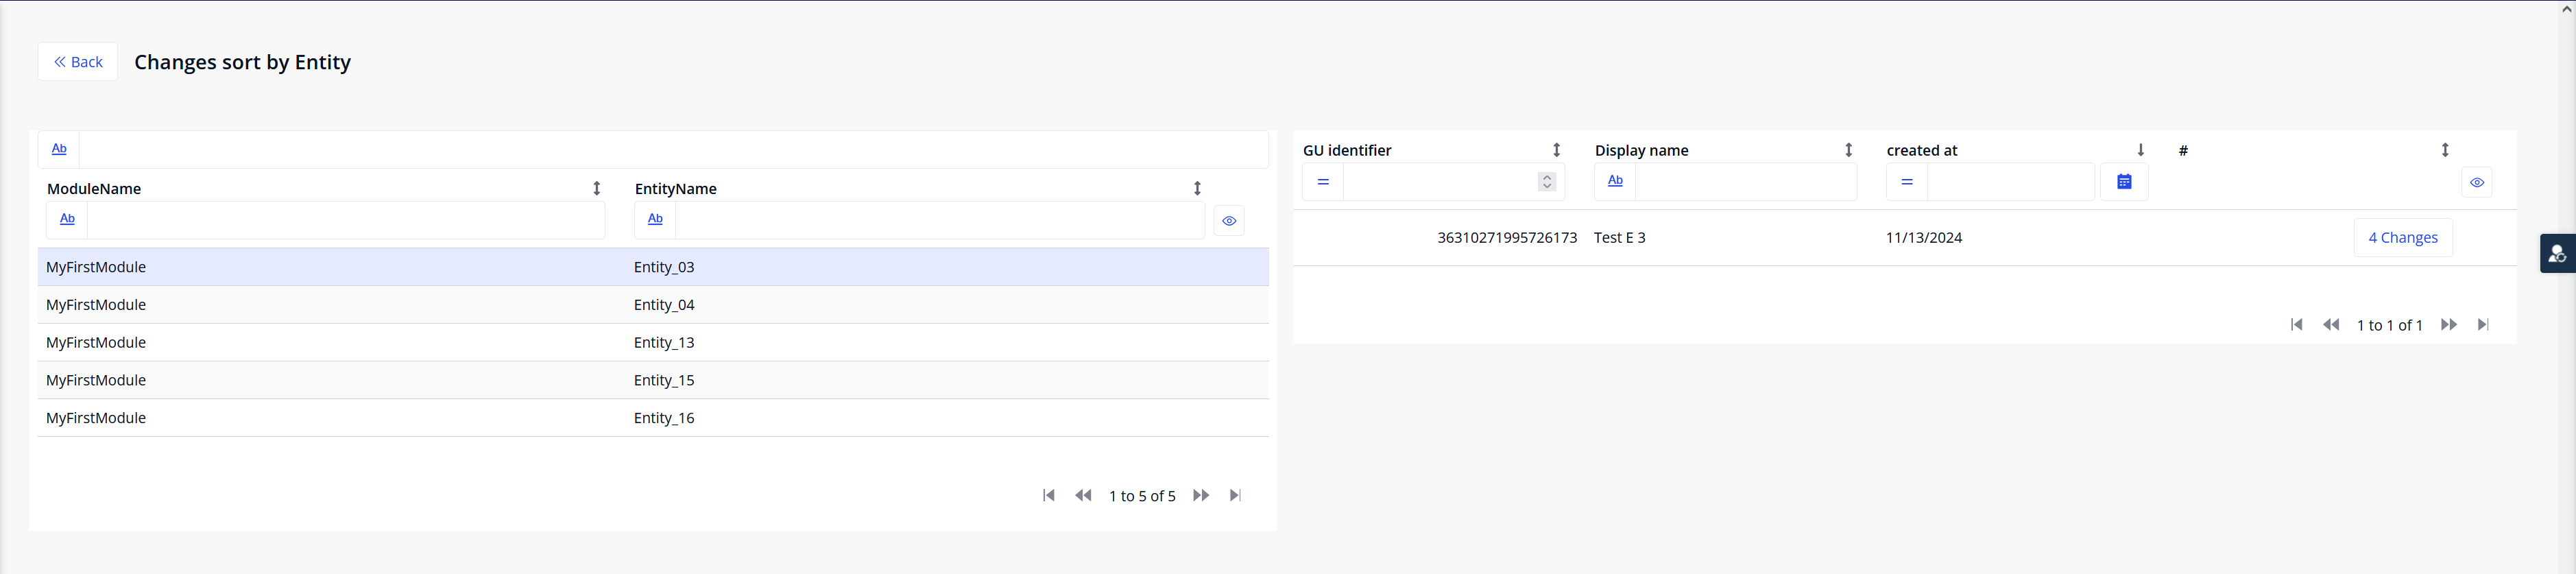 Back
Changes sort by Entity
Ab
ModuleName EntityName
Ab Ab
MyFirstModule Entity_03
MyFirstModule Entity_04
MyFirstModule Entity_13
MyFirstModule Entity_15
MyFirstModule Entity_16
1 to 5 of 5
GU identifier Display name created at #
= Ab =
36310271995726173 Test E 3 11/13/2024 4 Changes
1 to 1 of 1